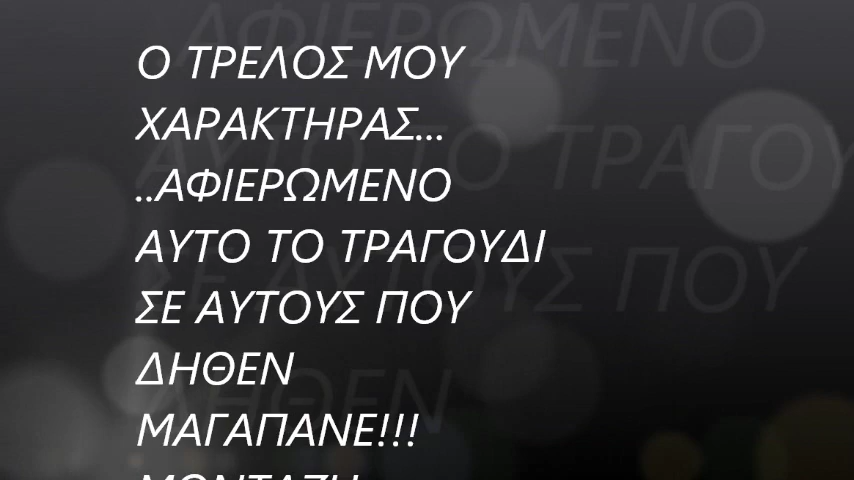 Ο ΤΡΕΛΟΣ ΜΟΥ
ΧΑΡΑΚΤΗΡΑΣ...
..ΑΦΙΕΡΩΜΕΝΟ
ΑΥΤΟ ΤΟ ΤΡΑΓΟΥΔΙ
ΣΕ ΑΥΤΟΥΣ ΠΟΥ
ΔΗΘΕΝ
ΜΑΓΑΠΑΝΕ!!!